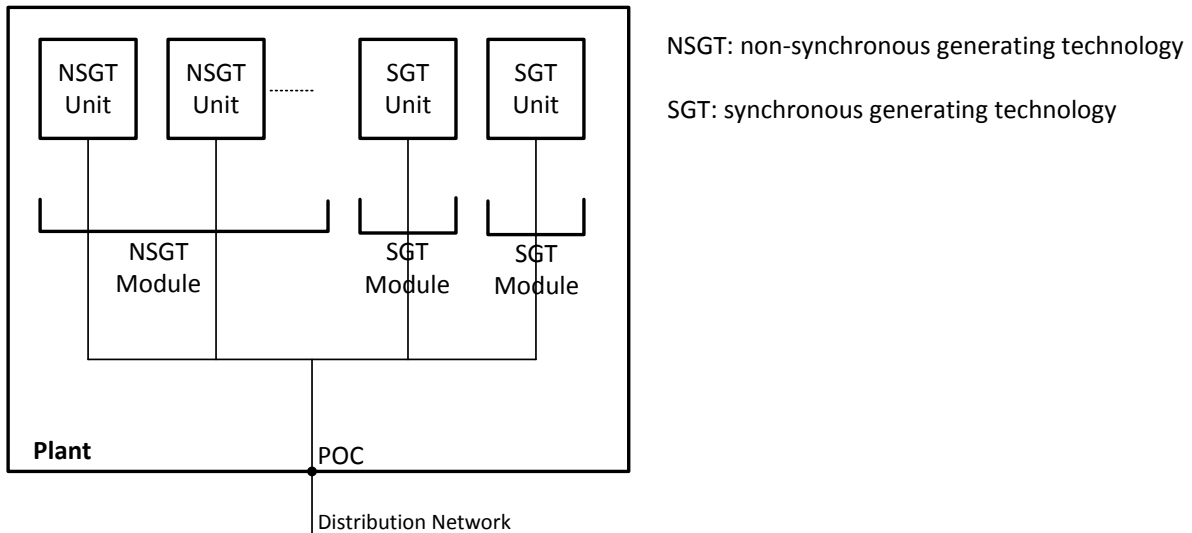 NSGT
Unit
NSGT
Unit
SGT
Unit
SGT
Unit
NSGT: non-synchronous generating technology
SGT: synchronous generating technology
NSGT
Module
SGT
Module
SGT
Module
Plant
POC
Distribution Network